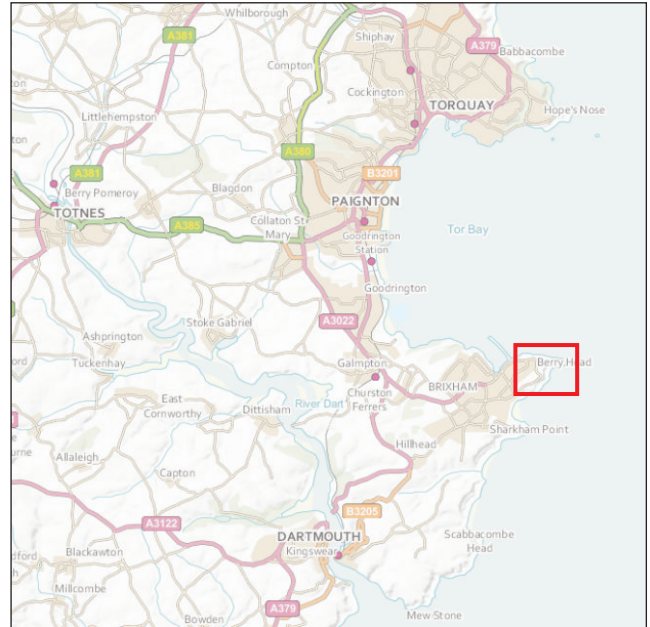 Whilborough
A381
Shiphay
A379
Babbacombe
Compton
Cockington
TORQUAY
Hope's Nose
Littlehempston
ton
A380
A381
B3201
Berry Pomeroy
Blagdon
PAIGNTON
TOTNES
A385
Collaton St
Mary
Goodrington
Station
Tor Bay
Goodrington
Stoke Gabriel
A3022
Ashprington
Tuckenhay
Galmpton
Berry Head
BRIXHAM
Churston
Ferrers
East
Cornworthy
Dittisham
River Dart
Sharkham Point
Hillhead
Allaleigh
Capton
A3122
B3205
DARTMOUTH
Kingswear
Scabbacombe
Head
Blackawton
dford
Millcombe
A379
Bowden
Mew Stone